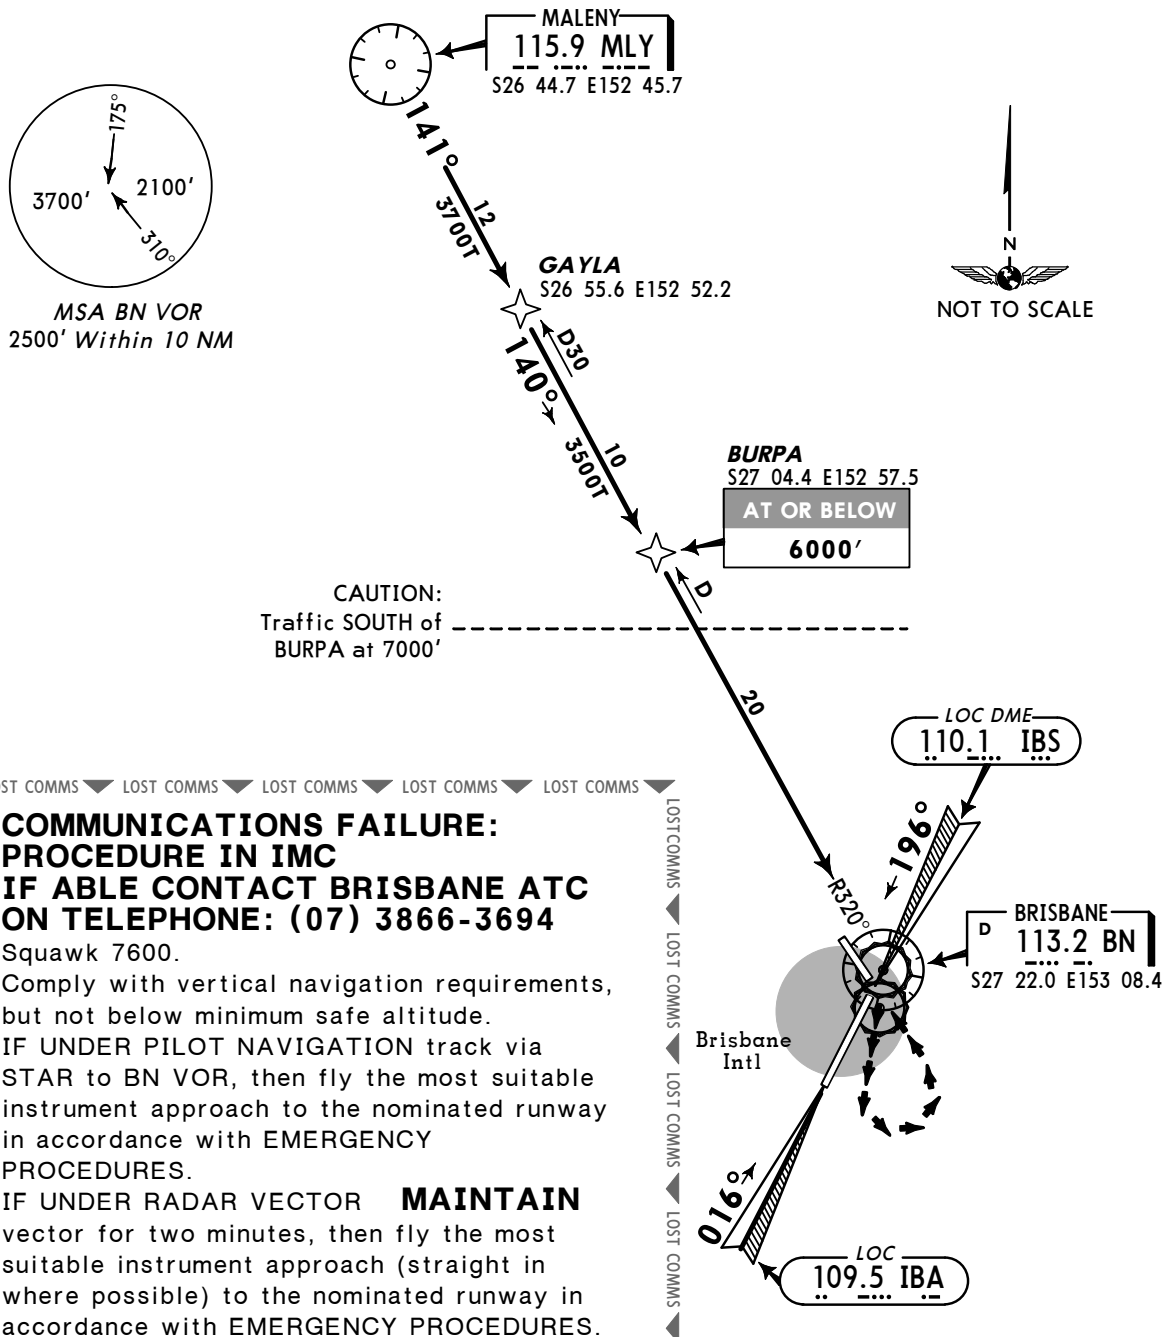 MALENY
115.9 MLY
S26 44.7 E152 45.7
175°
3700'
2100'
310°
MSA BN VOR
2500' Within 10 NM
141°
12
3700T
N
NOT TO SCALE
GAYLA
S26 55.6 E152 52.2
D30
140°
10
3500T
BURPA
S27 04.4 E152 57.5
AT OR BELOW
6000'
D
CAUTION:
Traffic SOUTH of
BURPA at 7000'
20
LOC DME
110.1 IBS
196°
R320°
BRISBANE
D 113.2 BN
S27 22.0 E153 08.4
Brisbane
Intl
016°
LOC
109.5 IBA
ST COMMS LOST COMMS LOST COMMS LOST COMMS LOST COMMS
LOSTCOMMS LOST COMMS LOST COMMS LOST COMMS
COMMUNICATIONS FAILURE:
PROCEDURE IN IMC
IF ABLE CONTACT BRISBANE ATC
ON TELEPHONE: (07) 3866-3694
Squawk 7600.
Comply with vertical navigation requirements,
but not below minimum safe altitude.
IF UNDER PILOT NAVIGATION track via
STAR to BN VOR, then fly the most suitable
instrument approach to the nominated runway
in accordance with EMERGENCY
PROCEDURES.
IF UNDER RADAR VECTOR MAINTAIN
vector for two minutes, then fly the most
suitable instrument approach (straight in
where possible) to the nominated runway in
accordance with EMERGENCY PROCEDURES.